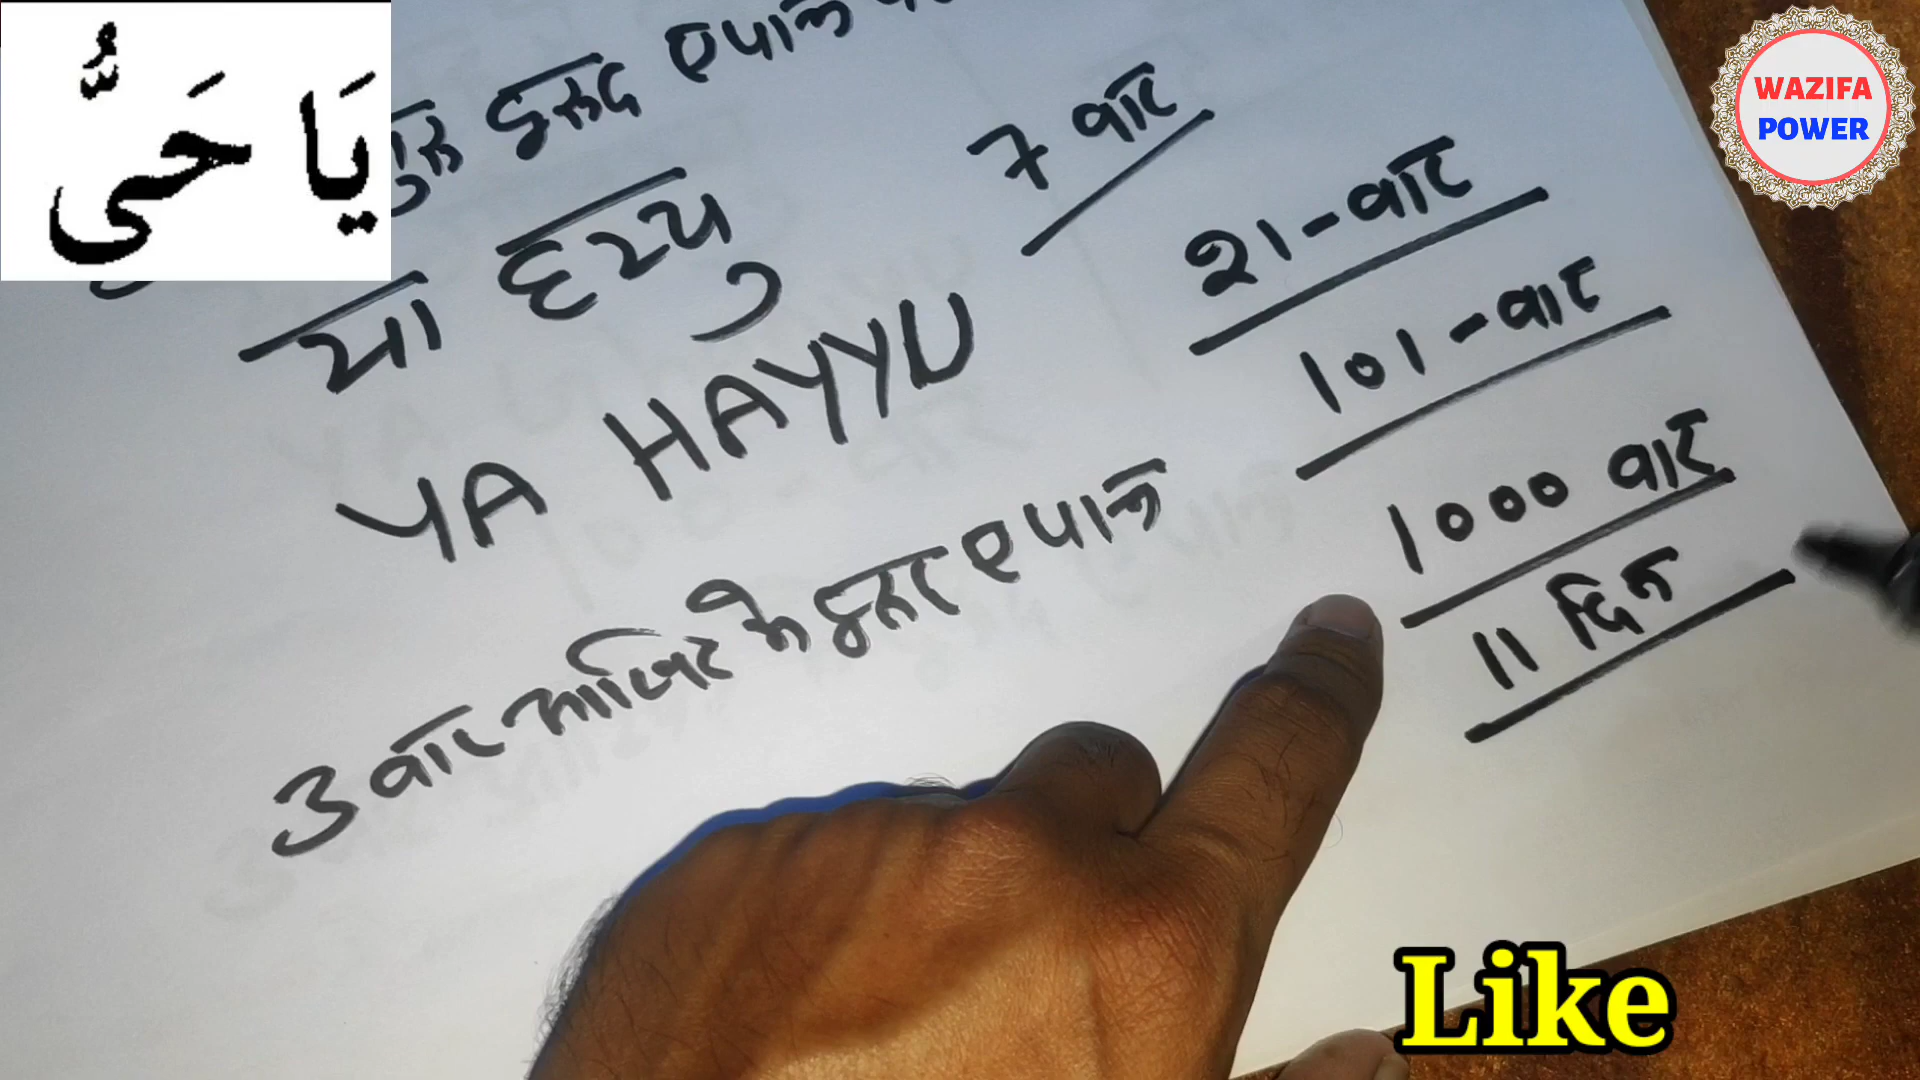 يَا حَيُّ
WAZIFA
POWER
दुरुद ए पाक
या हय्यु
YA HAYYU
3 बार आखिर में दुरुद ए पाक
7 बार
21-बार
101-बार
1000 बार
11 दिन
Like